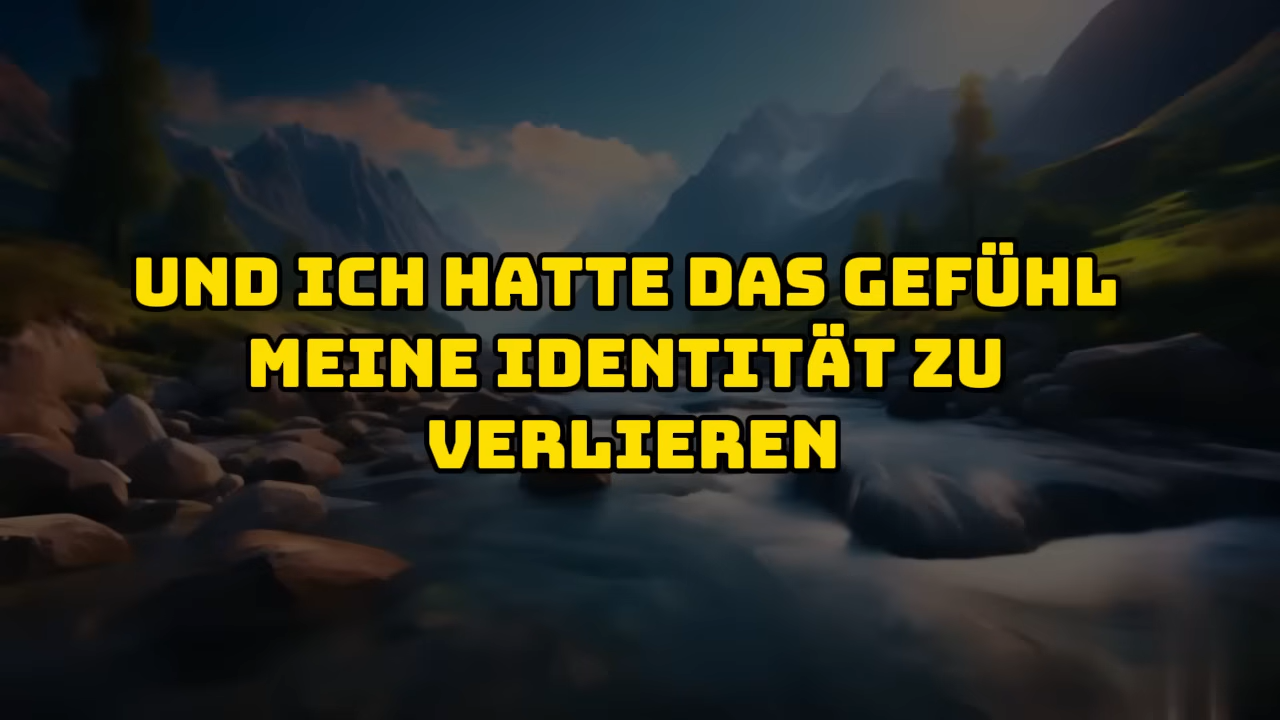 UND ICH HATTE DAS GEFÜHL
MEINE IDENTITÄT ZU
VERLIEREN